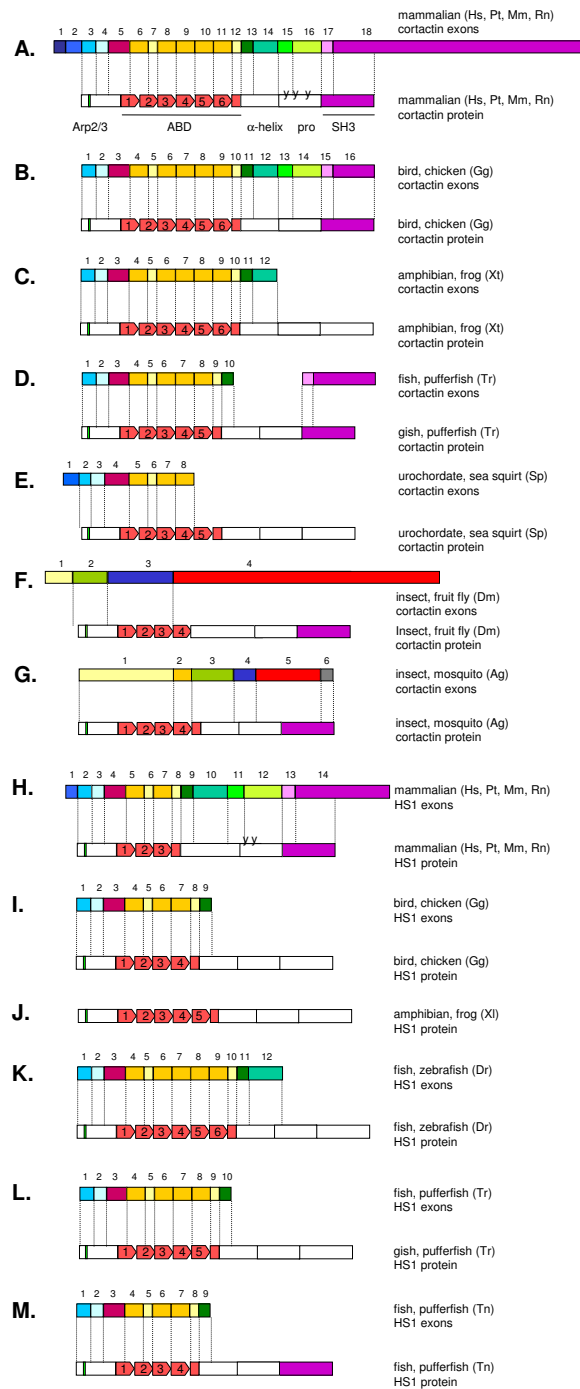 A.
1 2 3 4 5 6 7 8 9 10 11 12 13 14 15 16 17 18
mammalian (Hs, Pt, Mm, Rn)
cortactin exons
y y y
1 2 3 4 5 6
mammalian (Hs, Pt, Mm, Rn)
cortactin protein
Arp2/3 ABD α-helix pro SH3
B.
1 2 3 4 5 6 7 8 9 10 11 12 13 14 15 16
bird, chicken (Gg)
cortactin exons
1 2 3 4 5 6
bird, chicken (Gg)
cortactin protein
C.
1 2 3 4 5 6 7 8 9 10 11 12
amphibian, frog (Xt)
cortactin exons
1 2 3 4 5 6
amphibian, frog (Xt)
cortactin protein
D.
1 2 3 4 5 6 7 8 9 10
fish, pufferfish (Tr)
cortactin exons
1 2 3 4 5
gish, pufferfish (Tr)
cortactin protein
E.
1 2 3 4 5 6 7 8
urochordate, sea squirt (Sp)
cortactin exons
1 2 3 4 5
urochordate, sea squirt (Sp)
cortactin protein
F.
1 2 3 4
insect, fruit fly (Dm)
cortactin exons
1 2 3 4
Insect, fruit fly (Dm)
cortactin protein
G.
1 2 3 4 5 6
insect, mosquito (Ag)
cortactin exons
1 2 3 4
insect, mosquito (Ag)
cortactin protein
H.
1 2 3 4 5 6 7 8 9 10 11 12 13 14
mammalian (Hs, Pt, Mm, Rn)
HS1 exons
y y
1 2 3
mammalian (Hs, Pt, Mm, Rn)
HS1 protein
I.
1 2 3 4 5 6 7 8 9
bird, chicken (Gg)
HS1 exons
1 2 3 4
bird, chicken (Gg)
HS1 protein
J.
1 2 3 4 5
amphibian, frog (Xl)
HS1 protein
K.
1 2 3 4 5 6 7 8 9 10 11 12
fish, zebrafish (Dr)
HS1 exons
1 2 3 4 5 6
fish, zebrafish (Dr)
HS1 protein
L.
1 2 3 4 5 6 7 8 9 10
fish, pufferfish (Tr)
HS1 exons
1 2 3 4 5
gish, pufferfish (Tr)
HS1 protein
M.
1 2 3 4 5 6 7 8 9
fish, pufferfish (Tn)
HS1 exons
1 2 3 4
fish, pufferfish (Tn)
HS1 protein